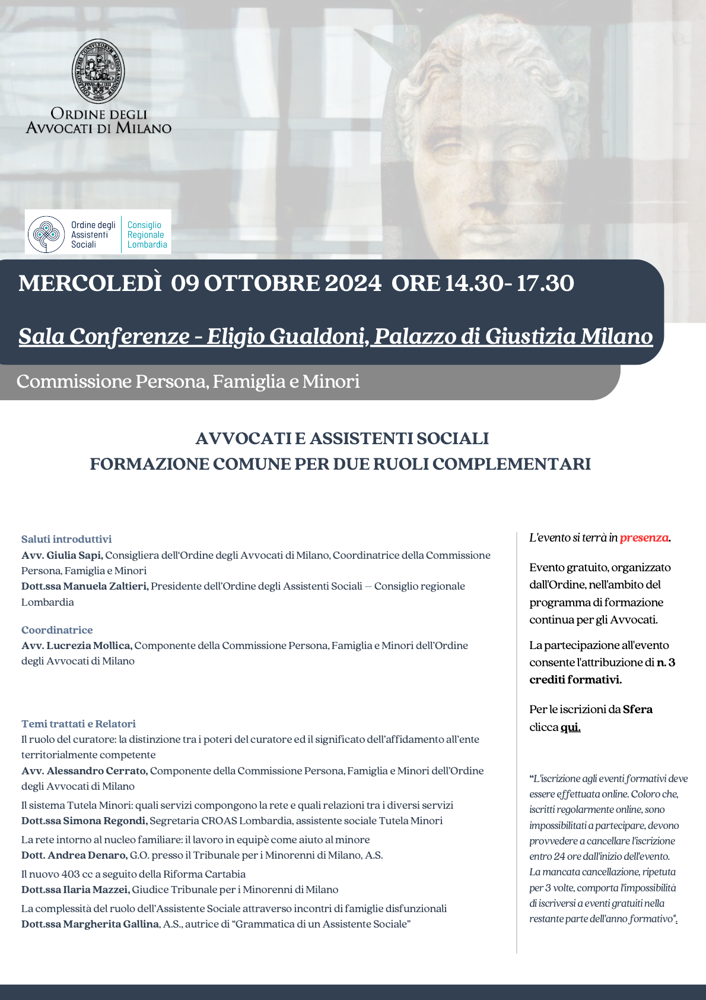 COLLEGIUM IURIS CONSULTORUM MEDIOLANENSIUM
ORDINE DEGLI
AVVOCATI DI MILANO
Ordine degli
Assistenti
Sociali
Consiglio
Regionale
Lombardia
MERCOLEDÌ 09 OTTOBRE 2024 ORE 14.30- 17.30
Sala Conferenze - Eligio Gualdoni, Palazzo di Giustizia Milano
Commissione Persona, Famiglia e Minori
AVVOCATI E ASSISTENTI SOCIALI
FORMAZIONE COMUNE PER DUE RUOLI COMPLEMENTARI
Saluti introduttivi
Avv. Giulia Sapi, Consigliera dell‘Ordine degli Avvocati di Milano, Coordinatrice della Commissione
Persona, Famiglia e Minori
Dott.ssa Manuela Zaltieri, Presidente dell’Ordine degli Assistenti Sociali – Consiglio regionale
Lombardia
Coordinatrice
Avv. Lucrezia Mollica, Componente della Commissione Persona, Famiglia e Minori dell’Ordine
degli Avvocati di Milano
Temi trattati e Relatori
Il ruolo del curatore: la distinzione tra i poteri del curatore ed il significato dell’affidamento all’ente
territorialmente competente
Avv. Alessandro Cerrato, Componente della Commissione Persona, Famiglia e Minori dell’Ordine
degli Avvocati di Milano
Il sistema Tutela Minori: quali servizi compongono la rete e quali relazioni tra i diversi servizi
Dott.ssa Simona Regondi, Segretaria CROAS Lombardia, assistente sociale Tutela Minori
La rete intorno al nucleo familiare: il lavoro in equipè come aiuto al minore
Dott. Andrea Denaro, G.O. presso il Tribunale per i Minorenni di Milano, A.S.
Il nuovo 403 cc a seguito della Riforma Cartabia
Dott.ssa Ilaria Mazzei, Giudice Tribunale per i Minorenni di Milano
La complessità del ruolo dell’Assistente Sociale attraverso incontri di famiglie disfunzionali
Dott.ssa Margherita Gallina, A.S., autrice di “Grammatica di un Assistente Sociale”
L'evento si terrà in presenza.
Evento gratuito, organizzato
dall'Ordine, nell'ambito del
programma di formazione
continua per gli Avvocati.
La partecipazione all'evento
consente l'attribuzione di n. 3
crediti formativi.
Per le iscrizioni da Sfera
clicca qui.
“L'iscrizione agli eventi formativi deve
essere effettuata online. Coloro che,
iscritti regolarmente online, sono
impossibilitati a partecipare, devono
provvedere a cancellare l'iscrizione
entro 24 ore dall'inizio dell'evento.
La mancata cancellazione, ripetuta
per 3 volte, comporta l'impossibilità
di iscriversi a eventi gratuiti nella
restante parte dell'anno formativo".